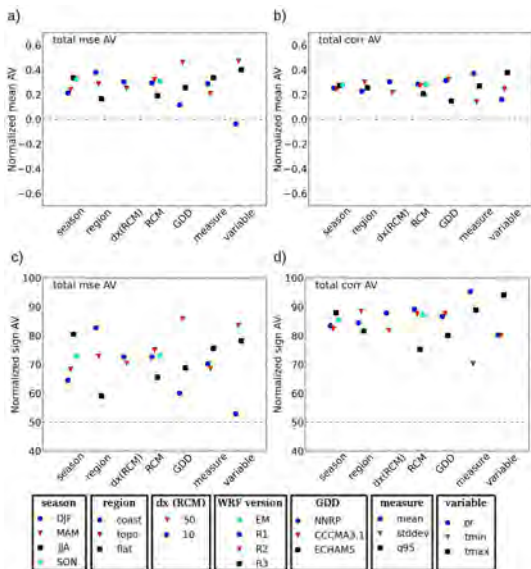 a)
b)
total mse AV
total corr AV
Normalized mean AV
Normalized mean AV
0.6
0.4
0.2
0.0
−0.2
−0.4
−0.6
0.6
0.4
0.2
0.0
−0.2
−0.4
−0.6
season
region
dx(RCM)
RCM
GDD
measure
variable
season
region
dx(RCM)
RCM
GDD
measure
variable
c)
d)
total mse AV
total corr AV
Normalized sign AV
Normalized sign AV
100
90
80
70
60
50
40
100
90
80
70
60
50
40
season
region
dx(RCM)
RCM
GDD
measure
variable
season
region
dx(RCM)
RCM
GDD
measure
variable
season
DJF
MAM
JJA
SON
region
coast
topo
flat
dx (RCM)
50
10
WRF version
EM
R1
R2
R3
GDD
NNRP
CCCMA3.1
ECHAM5
measure
mean
stddev
q95
variable
pr
tmin
tmax